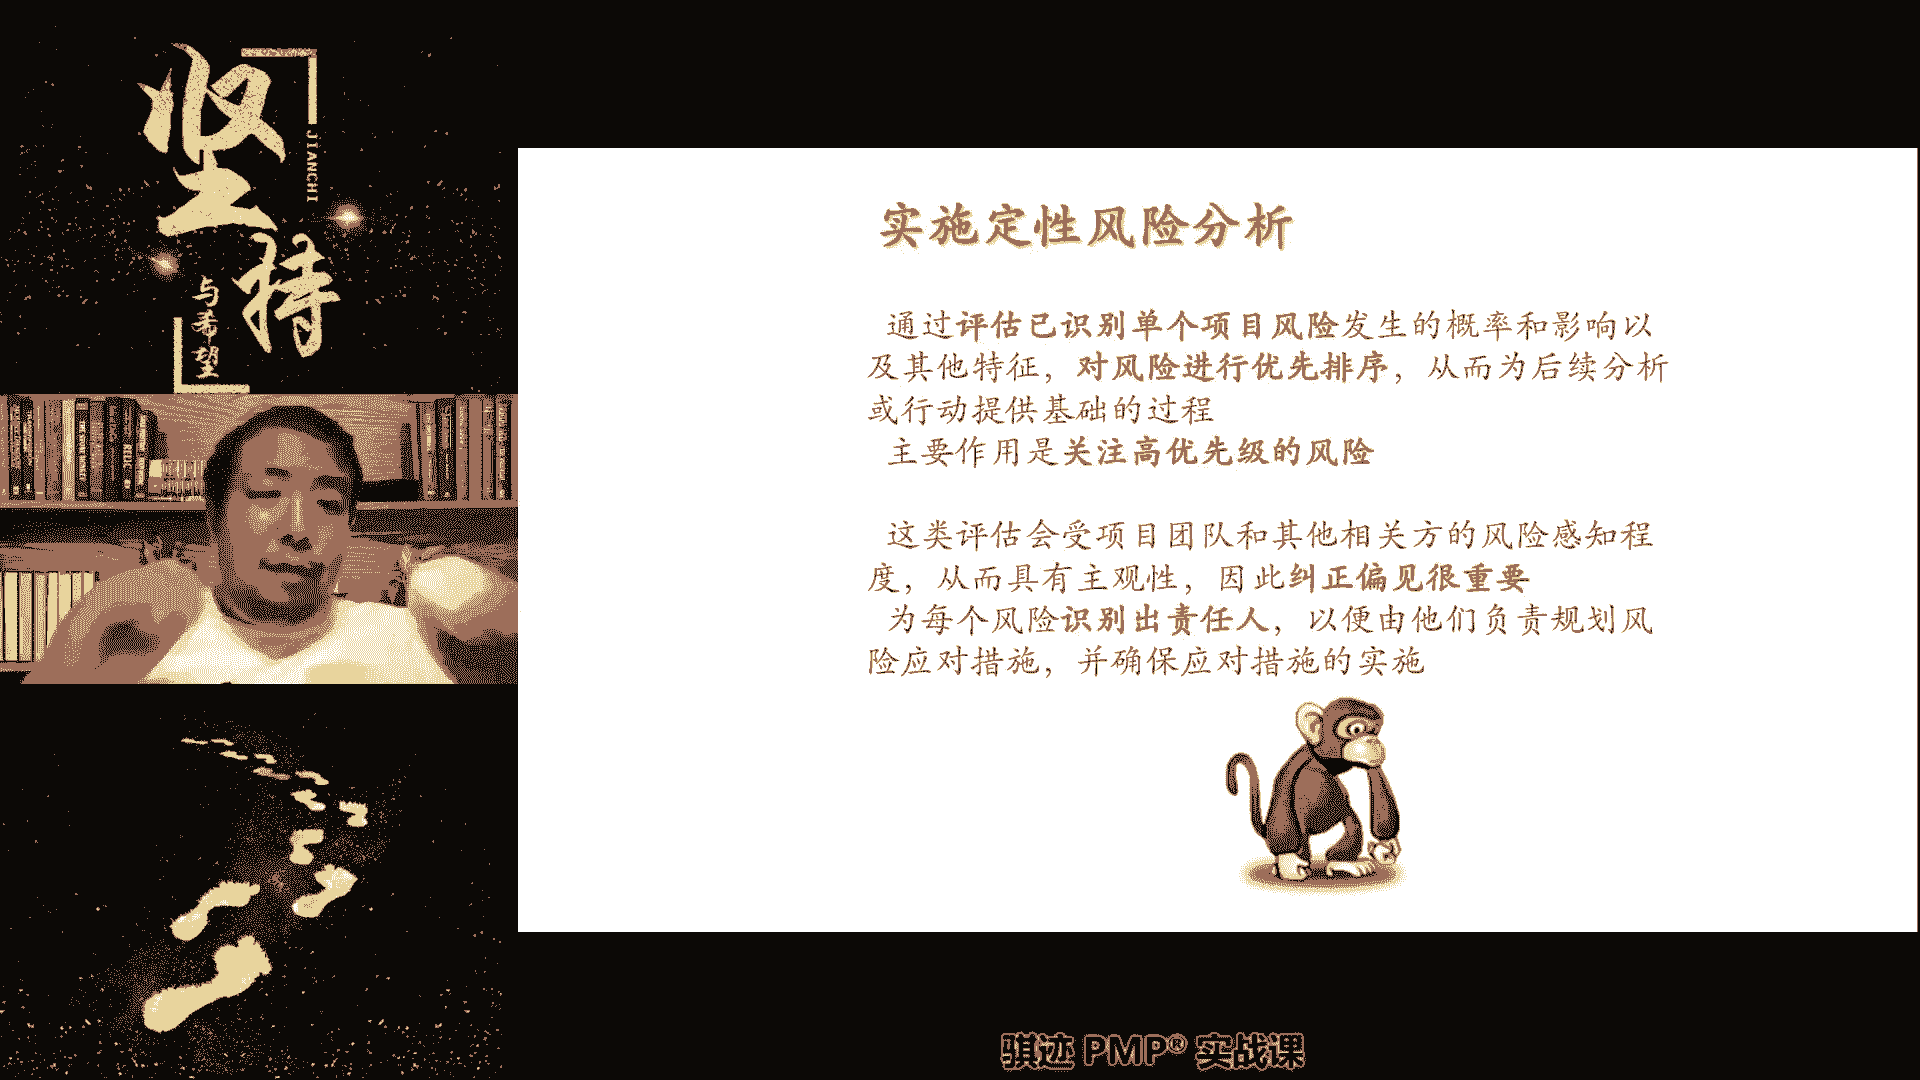 坚持
JIANCHI
与希望
实施定性风险分析
通过评估已识别单个项目风险发生的概率和影响以
及其他特征，对风险进行优先排序，从而为后续分析
或行动提供基础的过程
主要作用是关注高优先级的风险
这类评估会受项目团队和其他相关方的风险感知程
度，从而具有主观性，因此纠正偏见很重要
为每个风险识别出责任人，以便由他们负责规划风
险应对措施，并确保应对措施的实施
骐迹 PMP® 实战课